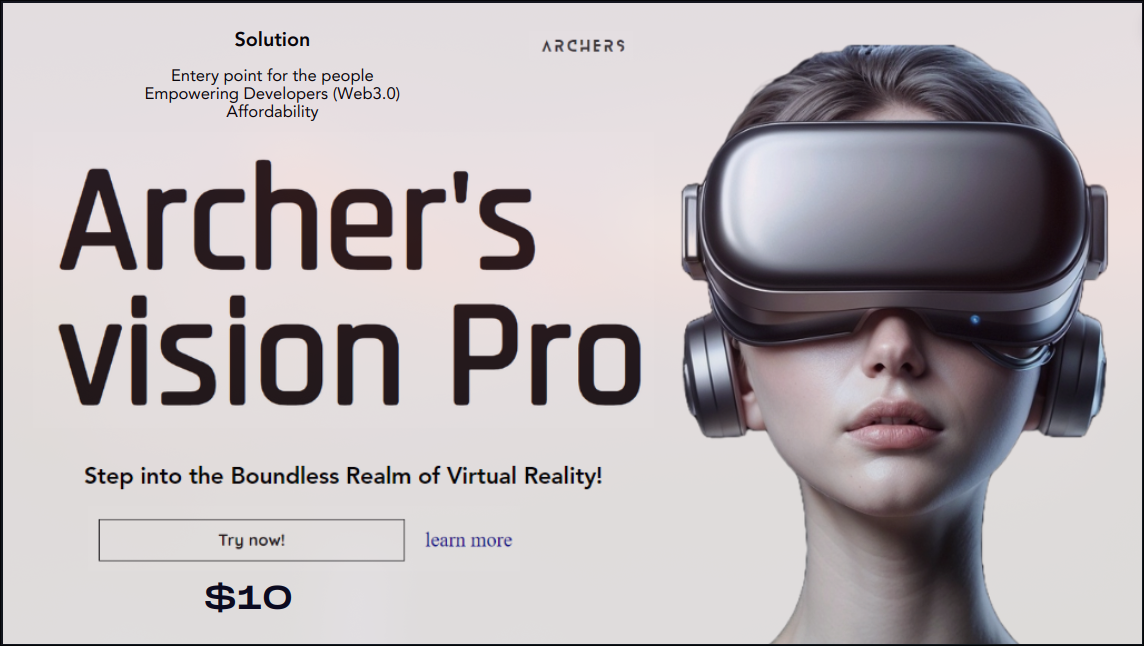 Solution
Entery point for the people
Empowering Developers (Web3.0)
Affordability
ARCHERS
Archer's
vision Pro
Step into the Boundless Realm of Virtual Reality!
Try now!
learn more
$10